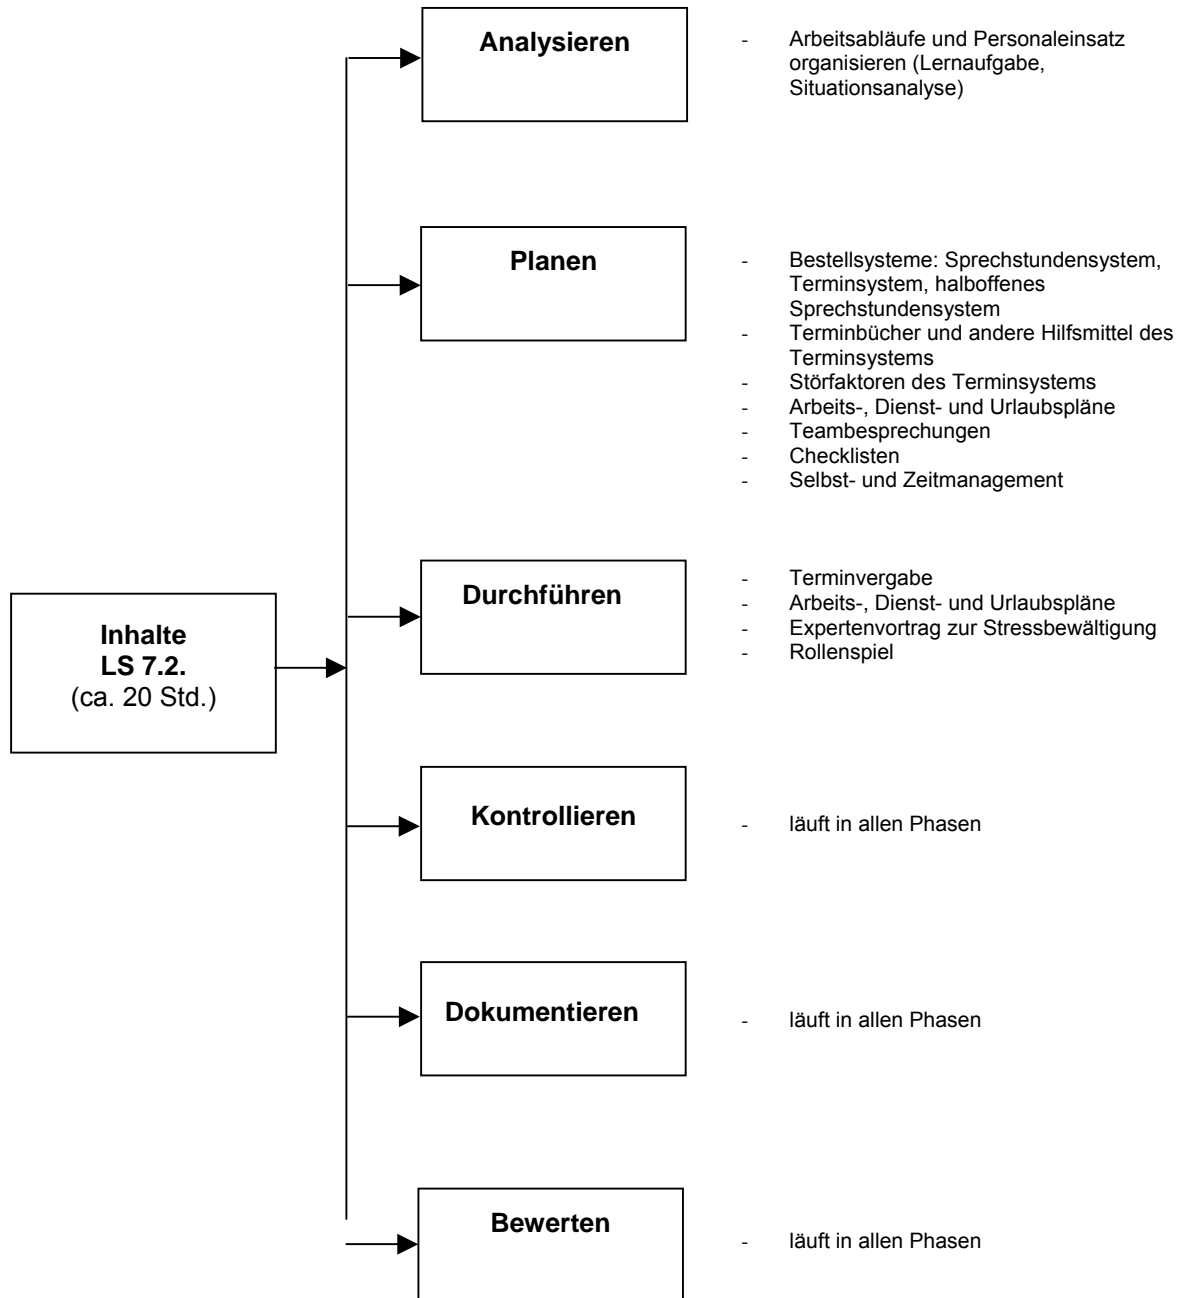 Analysieren
- Arbeitsabläufe und Personaleinsatz
organisieren (Lernaufgabe,
Situationsanalyse)
Planen
- Bestellsysteme: Sprechstundensystem,
Terminsystem, halboffenes
Sprechstundensystem
- Terminbücher und andere Hilfsmittel des
Terminsystems
- Störfaktoren des Terminsystems
- Arbeits-, Dienst- und Urlaubspläne
- Teambesprechungen
- Checklisten
- Selbst- und Zeitmanagement
Durchführen
- Terminvergabe
- Arbeits-, Dienst- und Urlaubspläne
- Expertenvortrag zur Stressbewältigung
- Rollenspiel
Inhalte
LS 7.2.
(ca. 20 Std.)
Kontrollieren
- läuft in allen Phasen
Dokumentieren
- läuft in allen Phasen
Bewerten
- läuft in allen Phasen